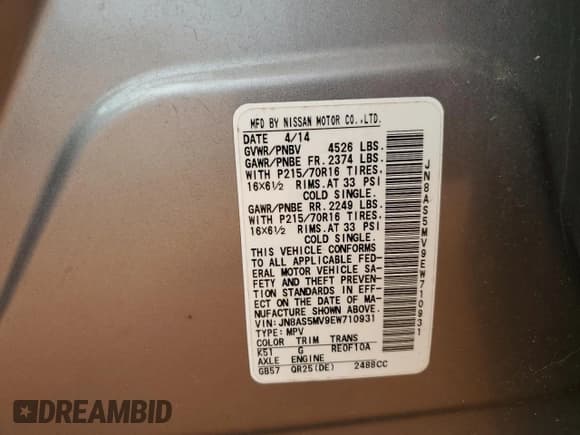 MFD BY NISSAN MOTOR CO.,LTD.
DATE 4/14
GVWR/PNBV 4526 LBS.
GAWR/PNBE FR. 2374 LBS.
WITH P215/70R16 TIRES.
16X6½ RIMS.AT 33 PSI
COLD SINGLE.
GAWR/PNBE RR. 2249 LBS.
WITH P215/70R16 TIRES.
16X6½ RIMS.AT 33 PSI
COLD SINGLE.
THIS VEHICLE CONFORMS
TO ALL APPLICABLE FED-
ERAL MOTOR VEHICLE SA-
FETY AND THEFT PREVEN-
TION STANDARDS IN EFF-
ECT ON THE DATE OF MA-
NUFACTURE SHOWN ABOVE.
VIN:JN8AS5MV9EW710931
TYPE:MPV
COLOR TRIM TRANS
K51 G RE0F10A
AXLE ENGINE
GB57 QR25(DE) 2488CC
JN8AS5MV9EW710931
DREAMBID